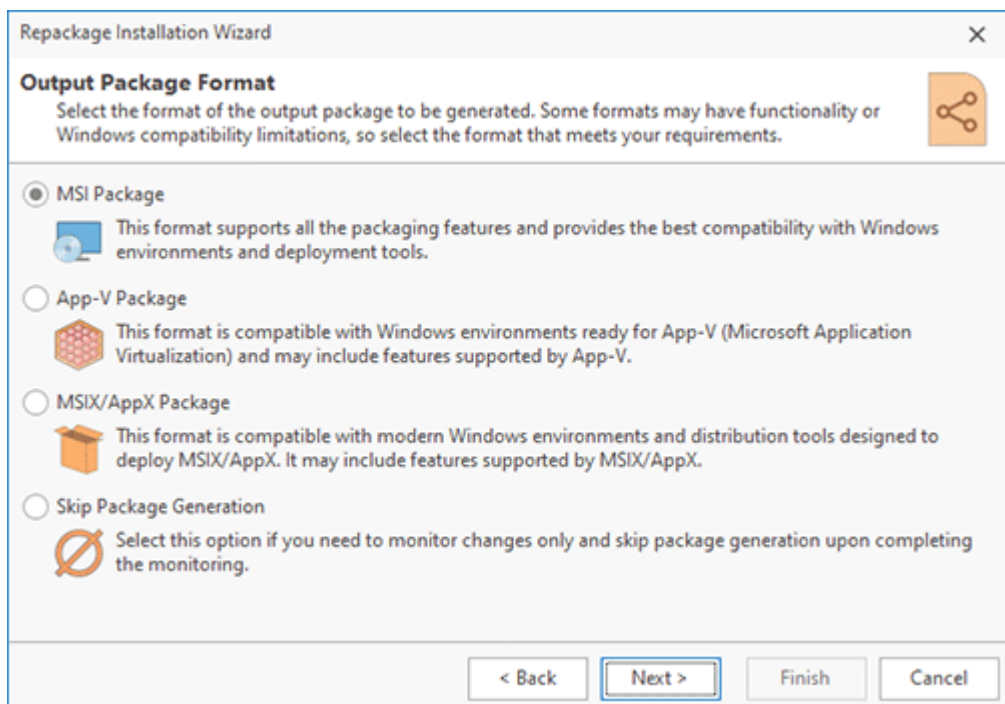 Repackage Installation Wizard
Output Package Format
Select the format of the output package to be generated. Some formats may have functionality or
Windows compatibility limitations, so select the format that meets your requirements.
MSI Package
This format supports all the packaging features and provides the best compatibility with Windows
environments and deployment tools.
App-V Package
This format is compatible with Windows environments ready for App-V (Microsoft Application
Virtualization) and may include features supported by App-V.
MSIX/AppX Package
This format is compatible with modern Windows environments and distribution tools designed to
deploy MSIX/AppX. It may include features supported by MSIX/AppX.
Skip Package Generation
Select this option if you need to monitor changes only and skip package generation upon completing
the monitoring.
< Back Next > Finish Cancel